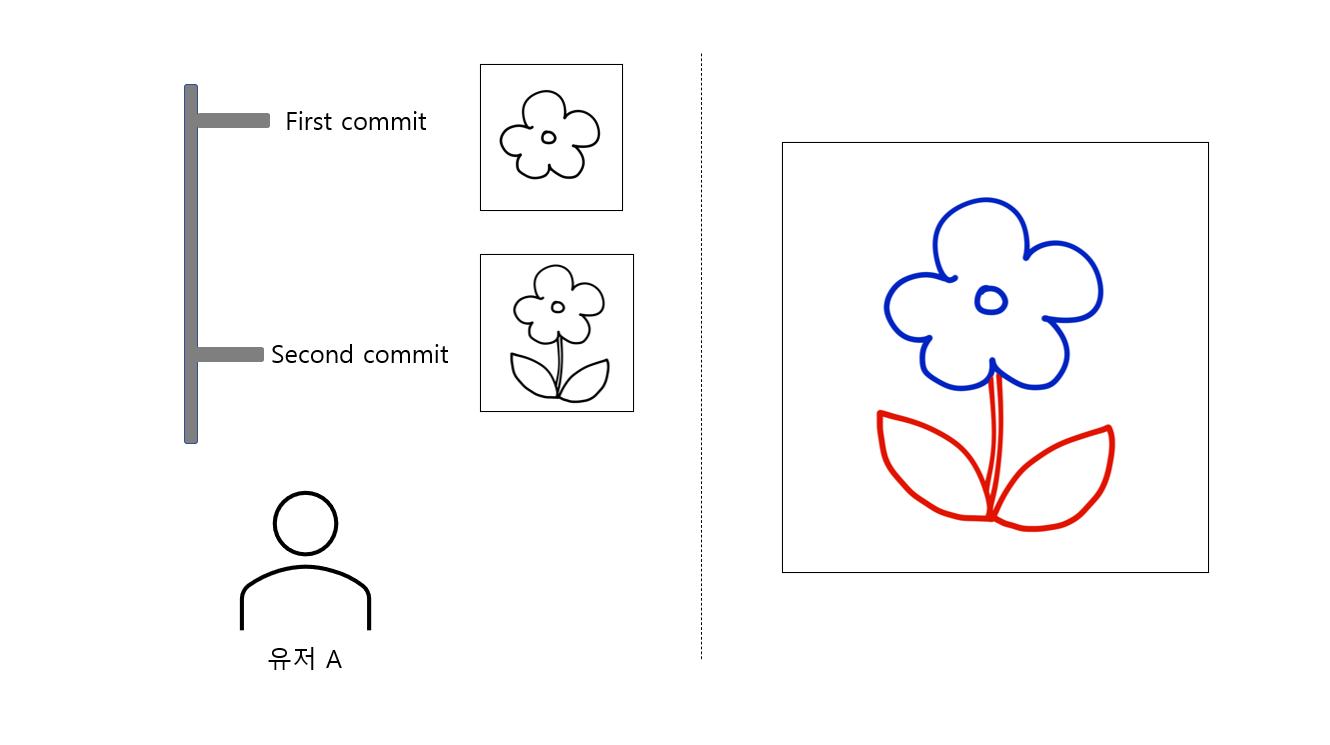 First commit
Second commit
유저 A